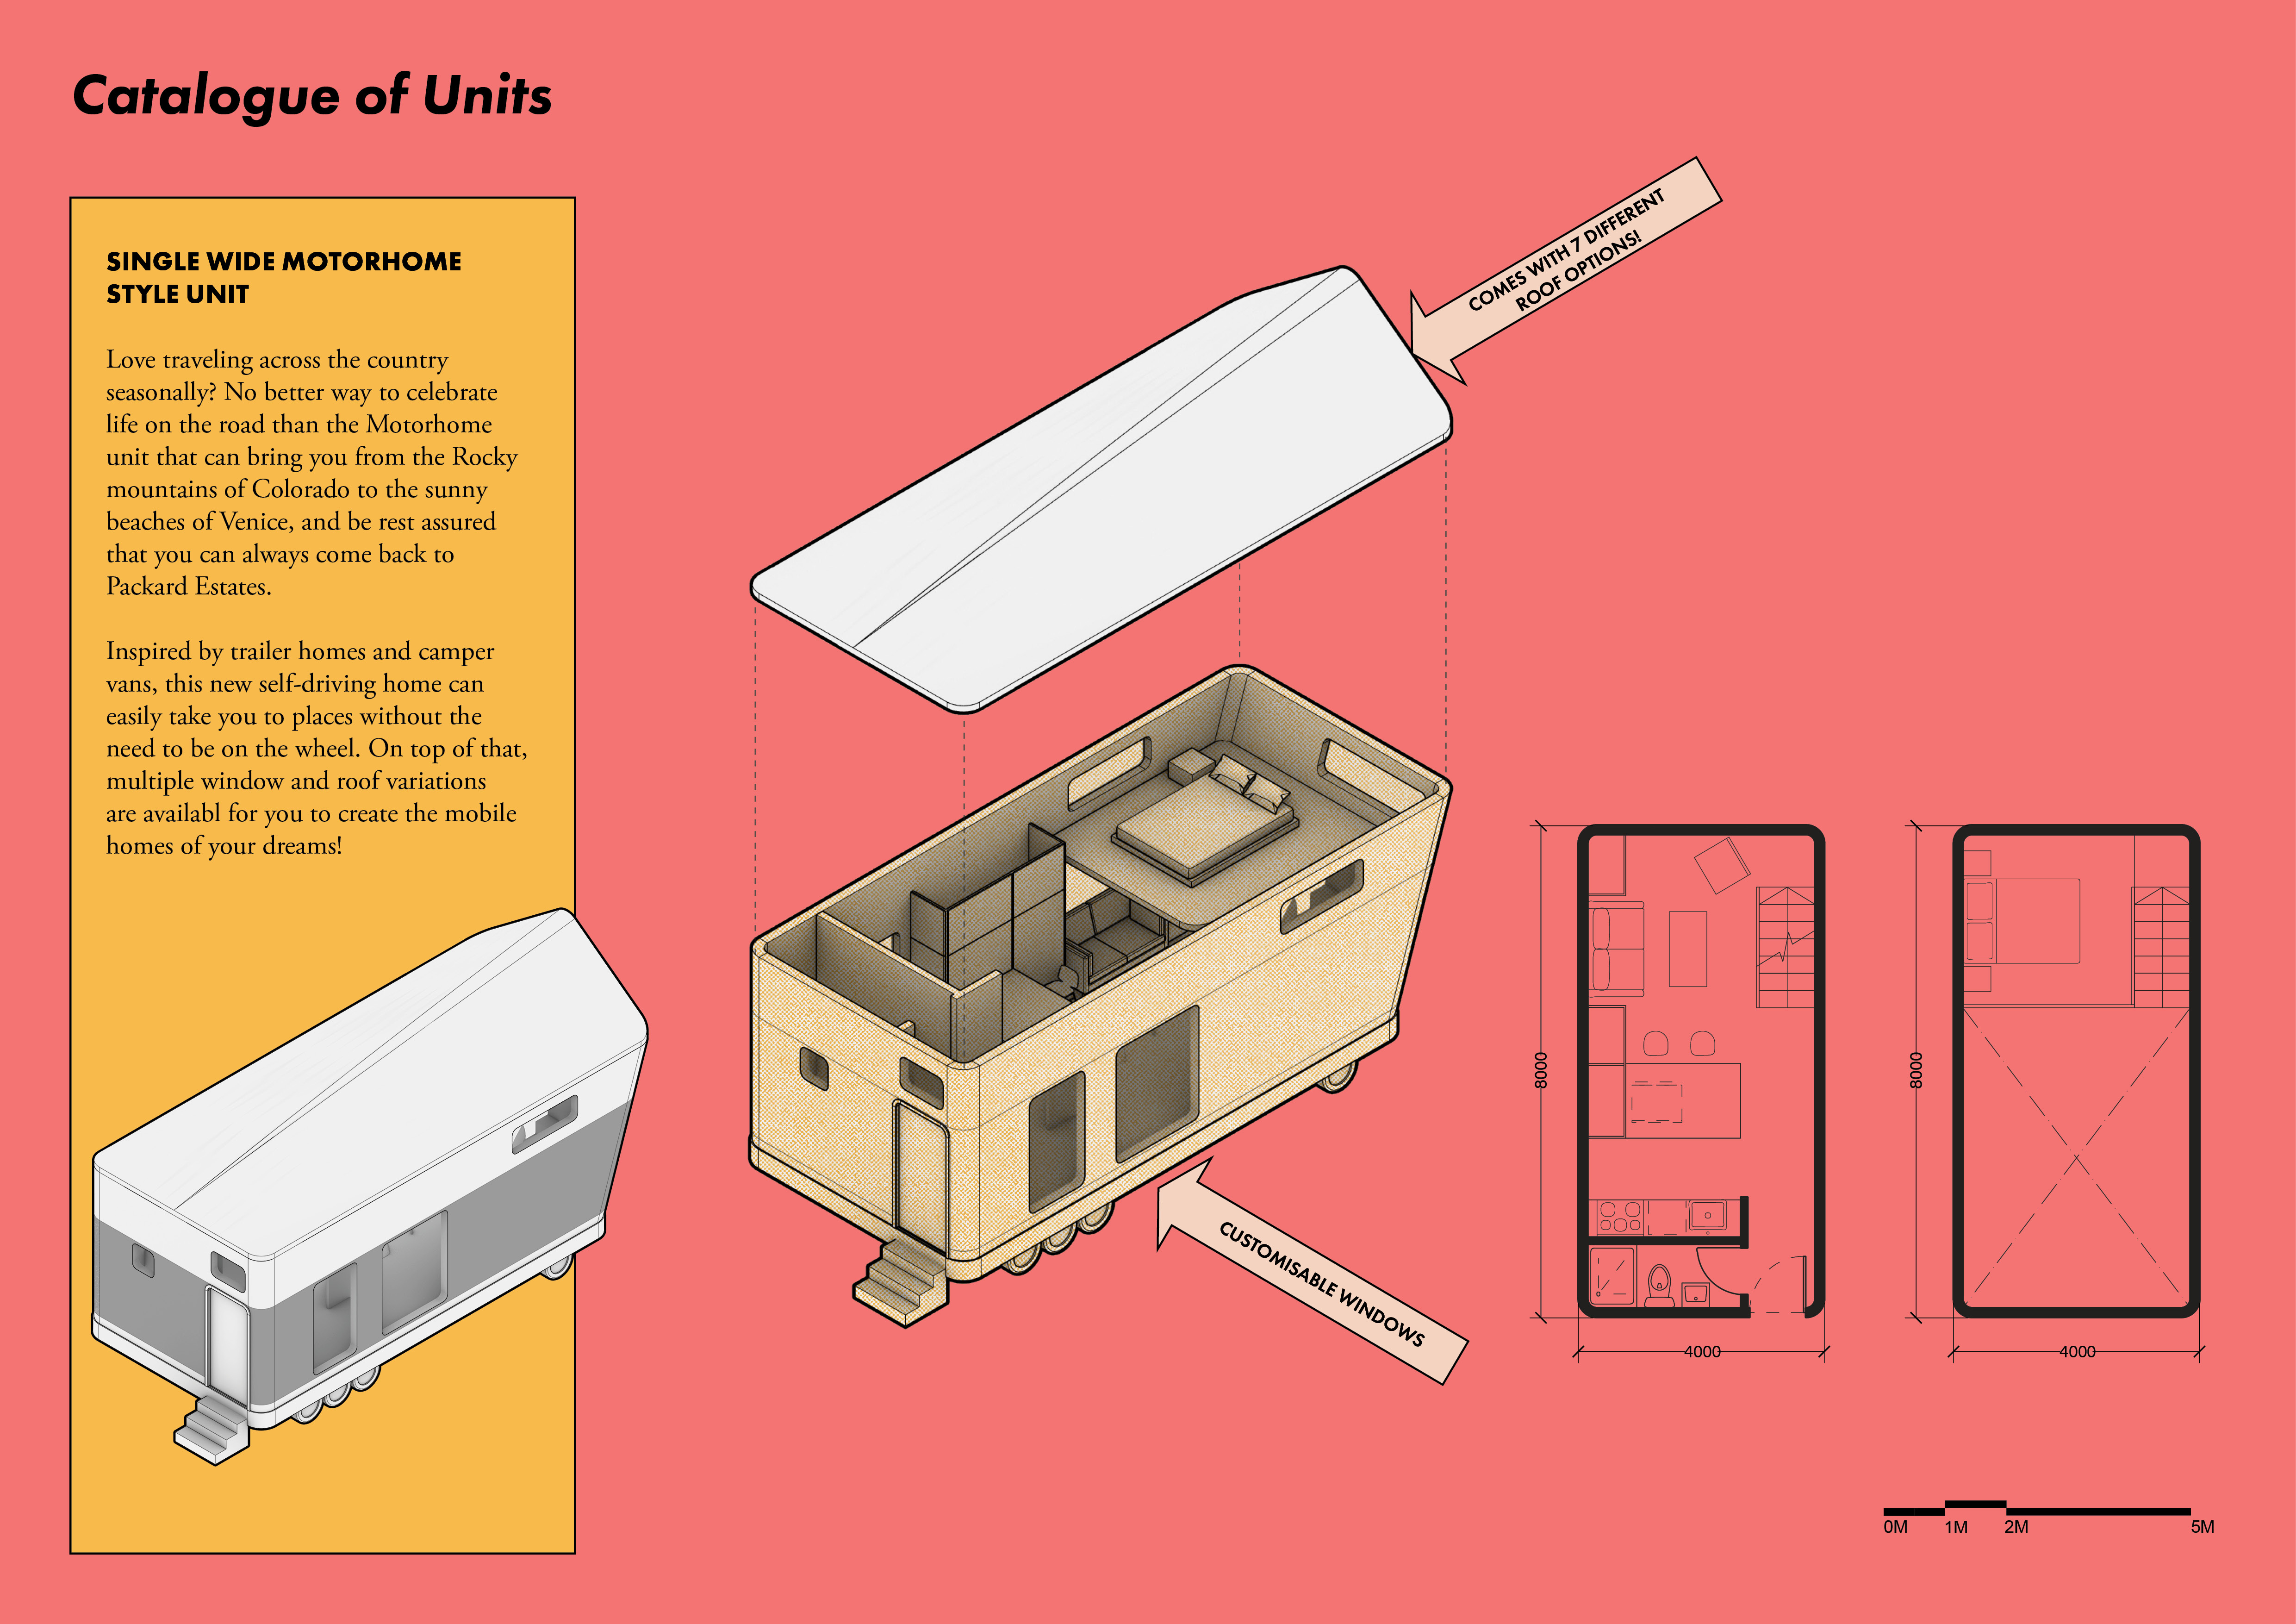 Catalogue of Units
SINGLE WIDE MOTORHOME
STYLE UNIT
Love traveling across the country
seasonally? No better way to celebrate
life on the road than the Motorhome
unit that can bring you from the Rocky
mountains of Colorado to the sunny
beaches of Venice, and be rest assured
that you can always come back to
Packard Estates.
Inspired by trailer homes and camper
vans, this new self-driving home can
easily take you to places without the
need to be on the wheel. On top of that,
multiple window and roof variations
are availabl for you to create the mobile
homes of your dreams!
COMES WITH 7 DIFFERENT
ROOF OPTIONS!
CUSTOMISABLE WINDOWS
8000
4000
8000
4000
0M 1M 2M 5M